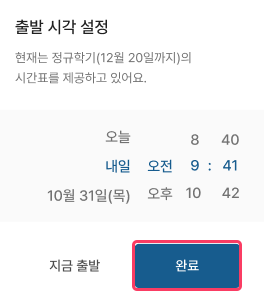 출발 시각 설정
현재는 정규학기(12월 20일까지)의
시간표를 제공하고 있어요.
오늘 8 40
내일 오전 9 : 41
10월 31일(목) 오후 10 42
지금 출발 완료